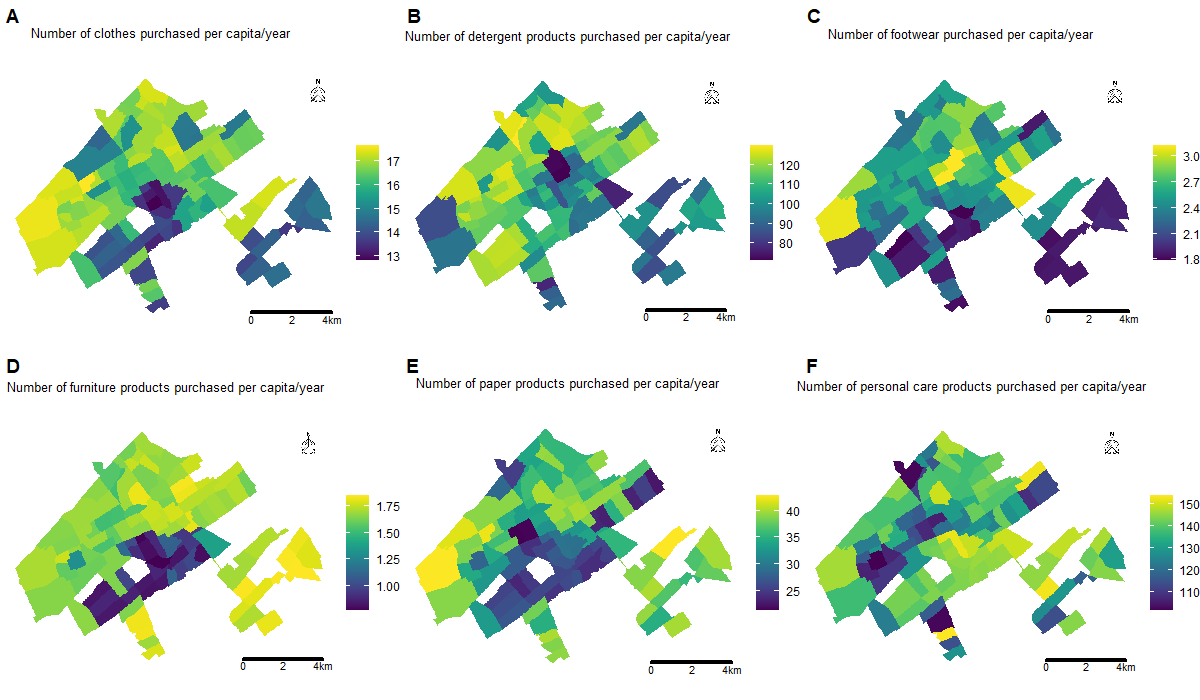 A
Number of clothes purchased per capita/year
N
17
16
15
14
13
0 2 4km
B
Number of detergent products purchased per capita/year
N
120
110
100
90
80
0 2 4km
C
Number of footwear purchased per capita/year
N
3.0
2.7
2.4
2.1
1.8
0 2 4km
D
Number of furniture products purchased per capita/year
1.75
1.50
1.25
1.00
0 2 4km
E
Number of paper products purchased per capita/year
N
40
35
30
25
0 2 4km
F
Number of personal care products purchased per capita/year
N
150
140
130
120
110
0 2 4km